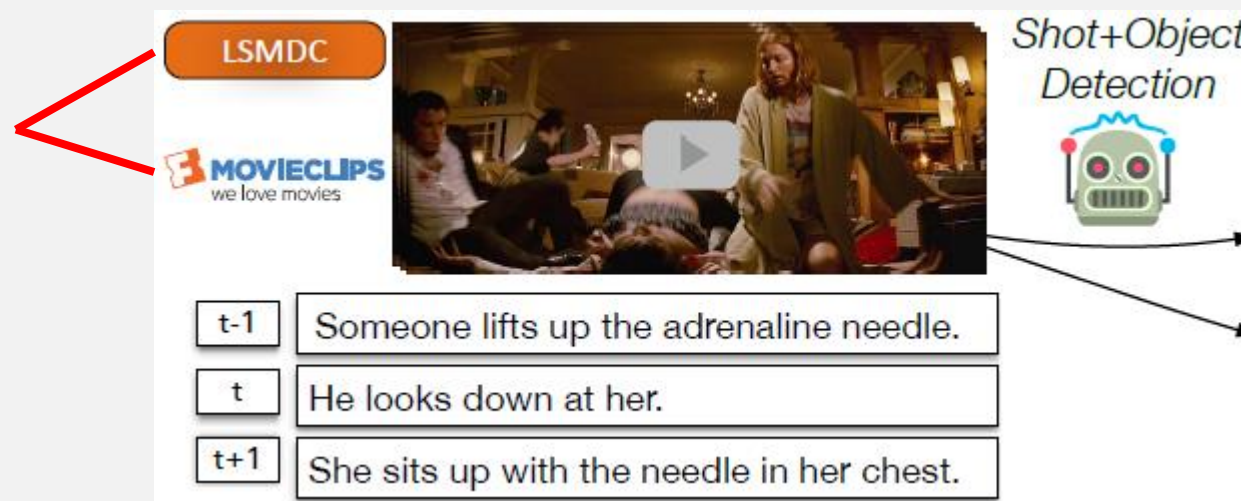 LSMDC
MOVIECLIPS
we love movies
Shot+Object
Detection
t-1 Someone lifts up the adrenaline needle.
t He looks down at her.
t+1 She sits up with the needle in her chest.